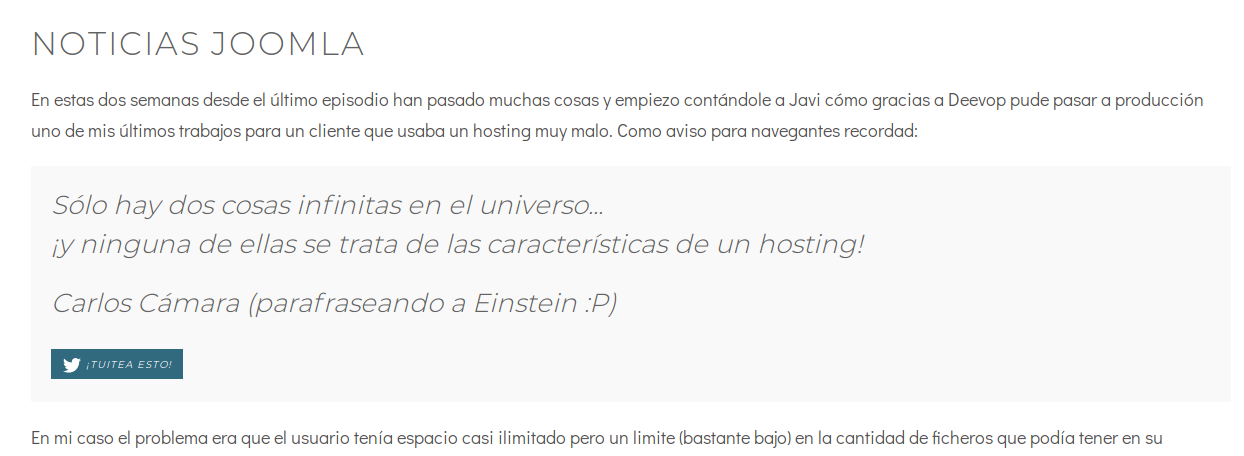 NOTICIAS JOOMLA
En estas dos semanas desde el último episodio han pasado muchas cosas y empiezo contándole a Javi cómo gracias a Deevop pude pasar a producción
uno de mis últimos trabajos para un cliente que usaba un hosting muy malo. Como aviso para navegantes recordad:
Sólo hay dos cosas infinitas en el universo...
¡y ninguna de ellas se trata de las características de un hosting!
Carlos Cámara (parafraseando a Einstein :P)
¡TUITEA ESTO!
En mi caso el problema era que el usuario tenía espacio casi ilimitado pero un limite (bastante bajo) en la cantidad de ficheros que podía tener en su